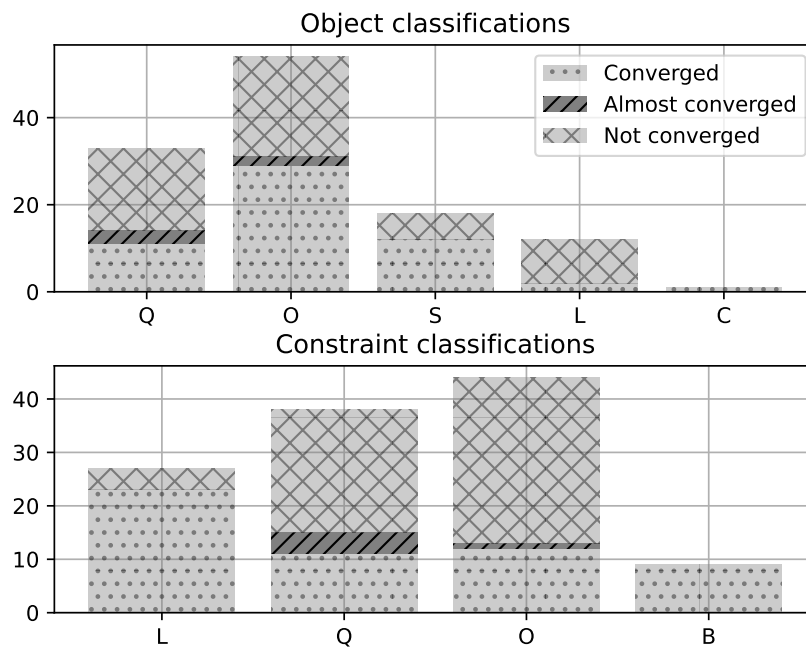 Object classifications
Converged
Almost converged
Not converged
40
20
0
Q O S L C
Constraint classifications
40
30
20
10
0
L Q O B